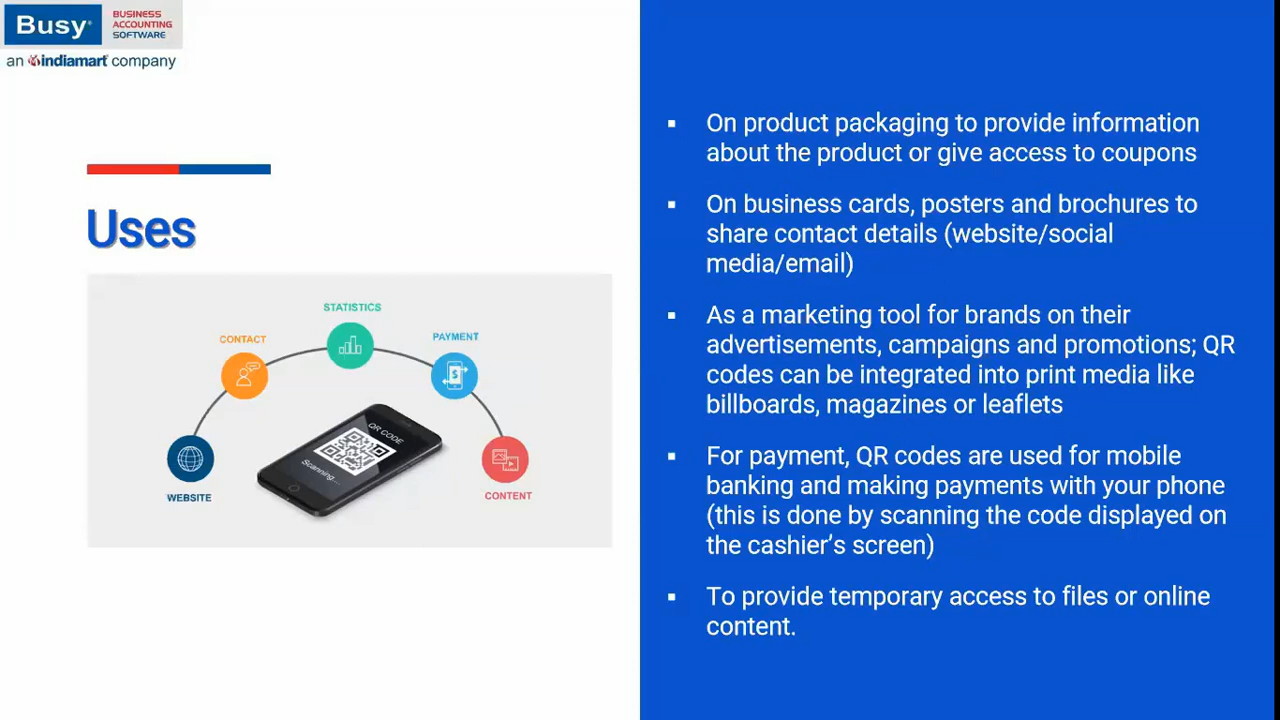 Busy®
BUSINESS
ACCOUNTING
SOFTWARE
an indiamart company
Uses
STATISTICS
CONTACT
PAYMENT
QR CODE
Scanning...
WEBSITE
CONTENT
▪ On product packaging to provide information
about the product or give access to coupons
▪ On business cards, posters and brochures to
share contact details (website/social
media/email)
▪ As a marketing tool for brands on their
advertisements, campaigns and promotions; QR
codes can be integrated into print media like
billboards, magazines or leaflets
▪ For payment, QR codes are used for mobile
banking and making payments with your phone
(this is done by scanning the code displayed on
the cashier’s screen)
▪ To provide temporary access to files or online
content.